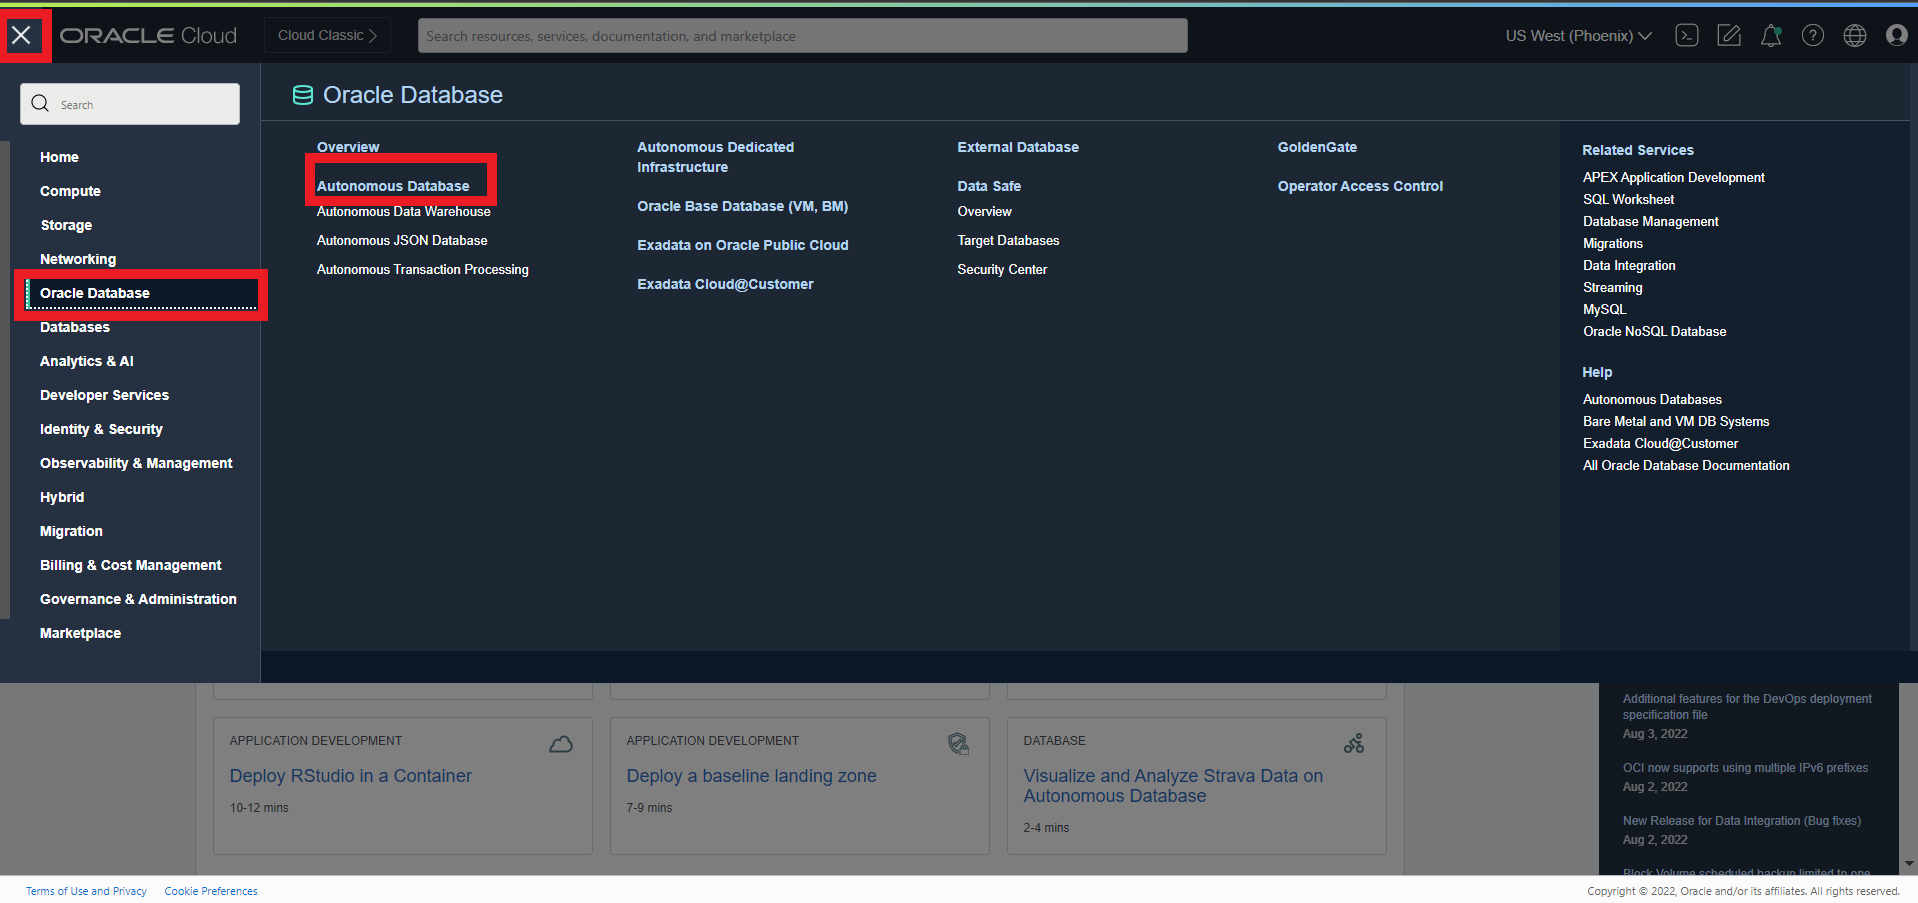 ORACLE Cloud
Cloud Classic
Search resources, services, documentation, and marketplace
US West (Phoenix)
Search
Home
Compute
Storage
Networking
Oracle Database
Databases
Analytics & AI
Developer Services
Identity & Security
Observability & Management
Hybrid
Migration
Billing & Cost Management
Governance & Administration
Marketplace
Oracle Database
Overview
Autonomous Database
Autonomous Data Warehouse
Autonomous JSON Database
Autonomous Transaction Processing
Autonomous Dedicated
Infrastructure
Oracle Base Database (VM, BM)
Exadata on Oracle Public Cloud
Exadata Cloud@Customer
External Database
Data Safe
Overview
Target Databases
Security Center
GoldenGate
Operator Access Control
Related Services
APEX Application Development
SQL Worksheet
Database Management
Migrations
Data Integration
Streaming
MySQL
Oracle NoSQL Database
Help
Autonomous Databases
Bare Metal and VM DB Systems
Exadata Cloud@Customer
All Oracle Database Documentation
APPLICATION DEVELOPMENT
Deploy RStudio in a Container
10-12 mins
APPLICATION DEVELOPMENT
Deploy a baseline landing zone
7-9 mins
DATABASE
Visualize and Analyze Strava Data on
Autonomous Database
2-4 mins
Additional features for the DevOps deployment
specification file
Aug 3, 2022
OCI now supports using multiple IPv6 prefixes
Aug 2, 2022
New Release for Data Integration (Bug fixes)
Aug 2, 2022
Block Volume scheduled backup limited to one
Terms of Use and Privacy
Cookie Preferences
Copyright © 2022, Oracle and/or its affiliates. All rights reserved.